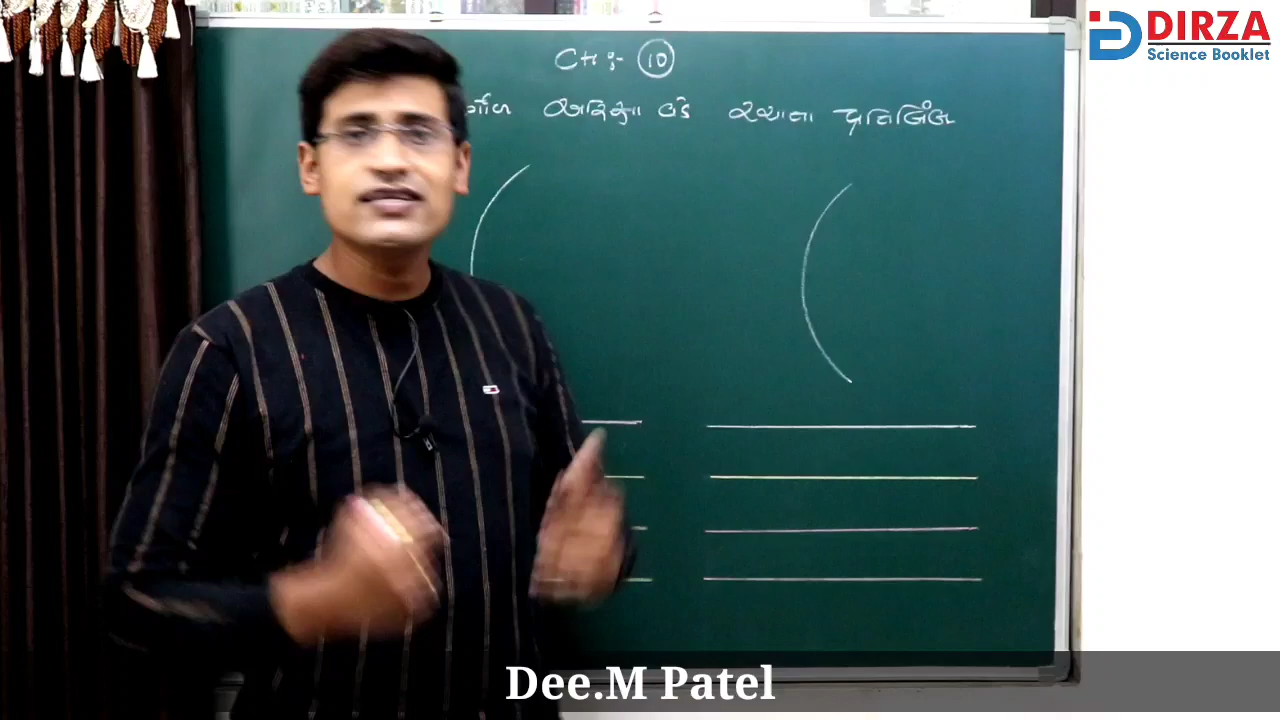 DIRZA
Science Booklet
CH :- 10
ગોળીય અરીસા વડે રચાતા પ્રતિબિંબ
Dee.M Patel